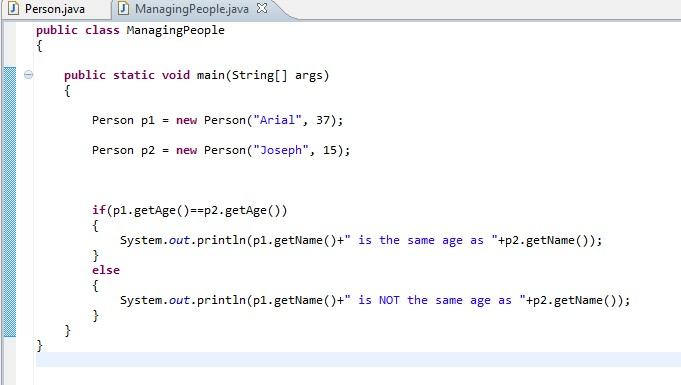 Person.java ManagingPeople.java
public class ManagingPeople
{
public static void main(String[] args)
{
Person p1 = new Person("Arial", 37);
Person p2 = new Person("Joseph", 15);
if(p1.getAge()==p2.getAge())
{
System.out.println(p1.getName()+" is the same age as "+p2.getName());
}
else
{
System.out.println(p1.getName()+" is NOT the same age as "+p2.getName());
}
}
}